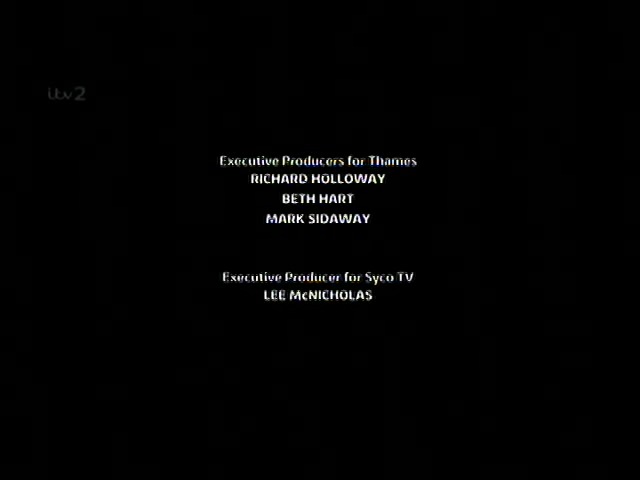 itv2
Executive Producers for Thames
RICHARD HOLLOWAY
BETH HART
MARK SIDAWAY
Executive Producer for Syco TV
LEE McNICHOLAS